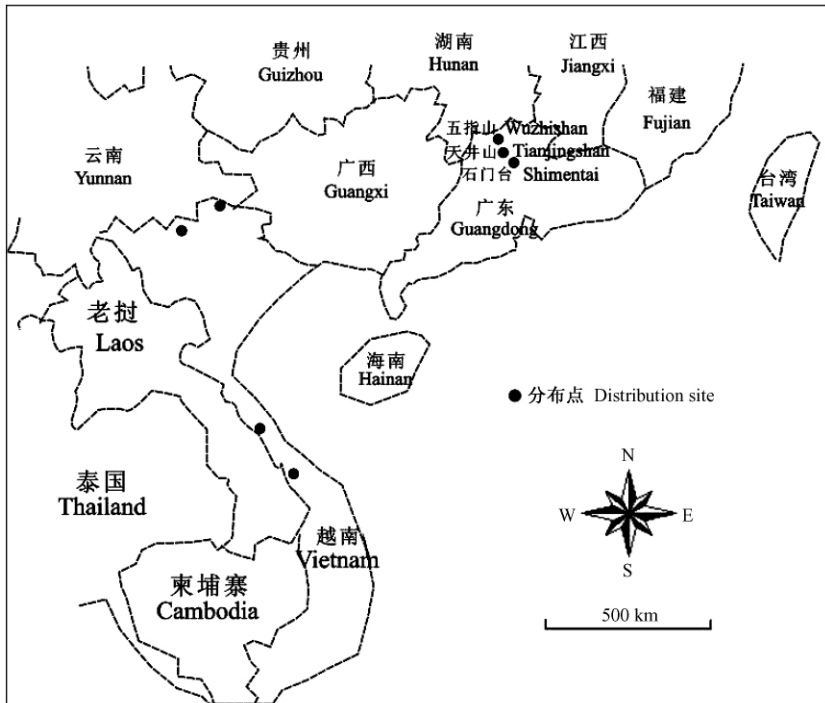 贵州
Guizhou
湖南
Hunan
江西
Jiangxi
福建
Fujian
云南
Yunnan
广西
Guangxi
五指山 Wuzhishan
天井山 Tianjingshan
石门台 Shimentai
广东
Guangdong
台湾
Taiwan
老挝
Laos
海南
Hainan
分布点 Distribution site
泰国
Thailand
越南
Vietnam
柬埔寨
Cambodia
N
W E
S
500 km